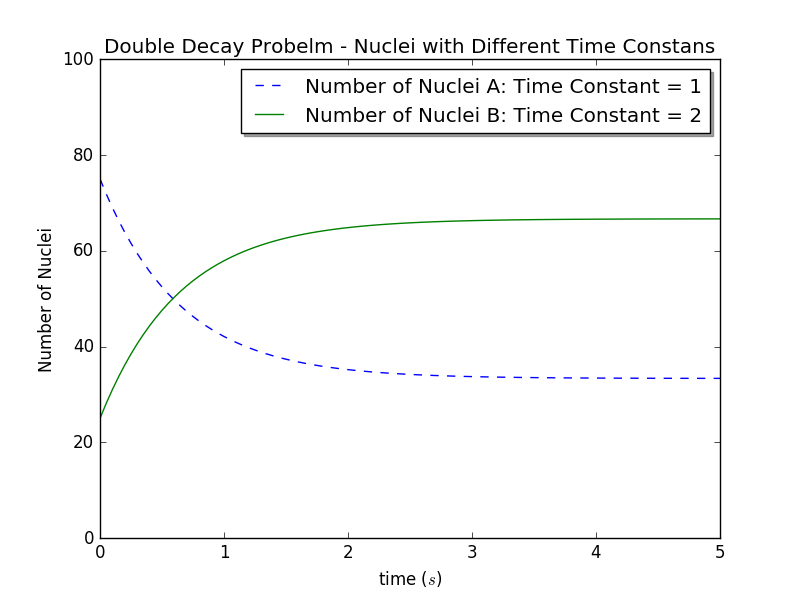 Double Decay Probelm - Nuclei with Different Time Constans
100
Number of Nuclei A: Time Constant = 1
Number of Nuclei B: Time Constant = 2
80
60
40
20
0
Number of Nuclei
0 1 2 3 4 5
time (s)